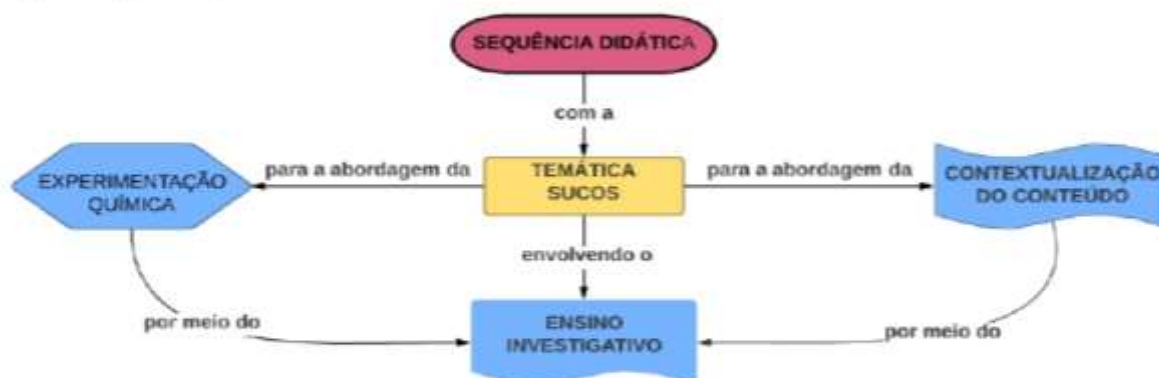 SEQUÊNCIA DIDÁTICA
com a
para a abordagem da
TEMÁTICA
SUCOS
para a abordagem da
EXPERIMENTAÇÃO
QUÍMICA
CONTEXTUALIZAÇÃO
DO CONTEÚDO
envolvendo o
por meio do
ENSINO
INVESTIGATIVO
por meio do